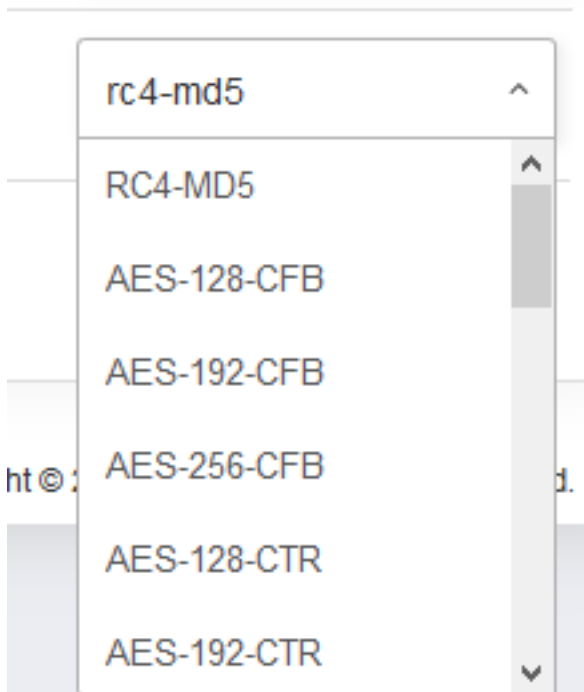 rc4-md5
RC4-MD5
AES-128-CFB
AES-192-CFB
AES-256-CFB
ht © d.
AES-128-CTR
AES-192-CTR